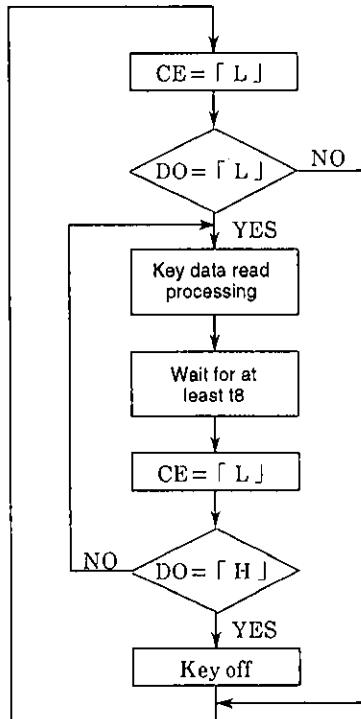 CE=「 L 」
DO=「 L 」
NO
YES
Key data read
processing
Wait for at
least t8
CE=「 L 」
DO=「 H 」
NO
YES
Key off